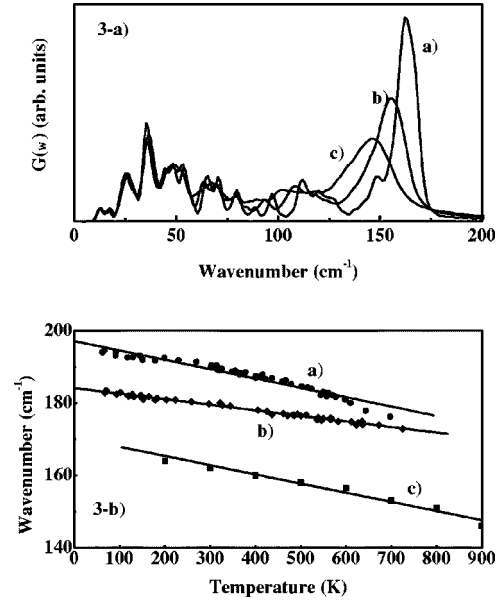 3-a)
a)
b)
c)
G(w) (arb. units)
0 50 100 150 200
Wavenumber (cm-1)
200
180
160
140
Wavenumber (cm-1)
a)
b)
c)
3-b)
0 100 200 300 400 500 600 700 800 900
Temperature (K)